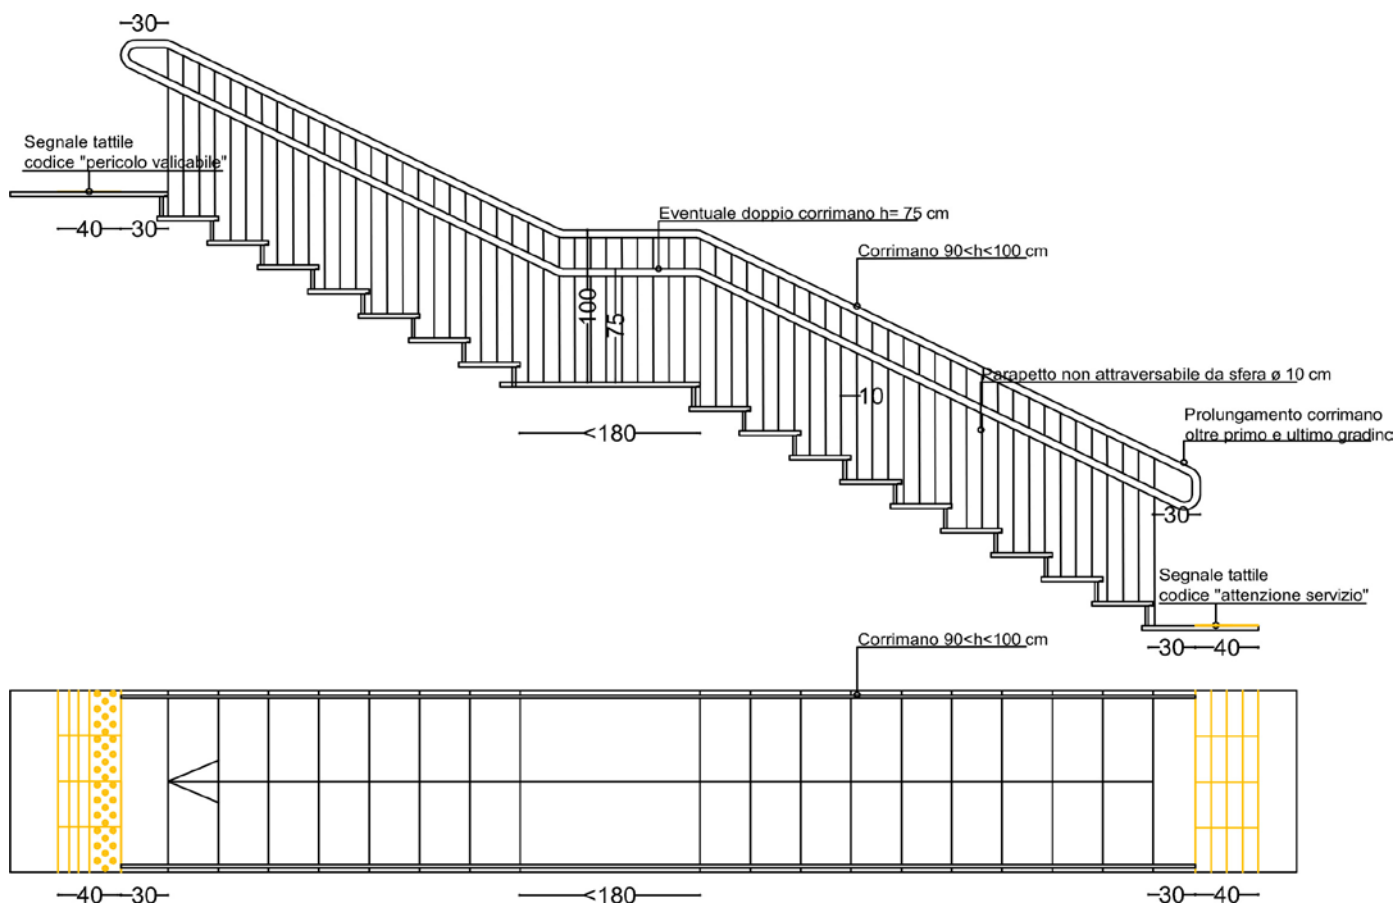 30
Segnale tattile
codice "pericolo valicabile"
40
30
Eventuale doppio corrimano h= 75 cm
Corrimano 90<h<100 cm
100
75
Parapetto non attraversabile da sfera ø 10 cm
10
<180
Prolungamento corrimano
oltre primo e ultimo gradino
30
Segnale tattile
codice "attenzione servizio"
Corrimano 90<h<100 cm
30
40
40
30
<180
30
40